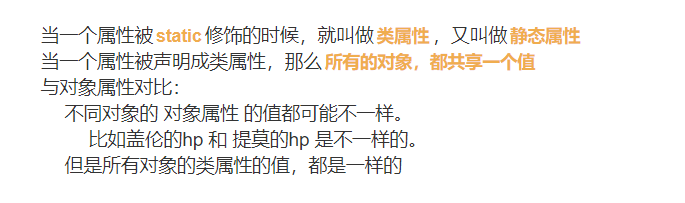 当一个属性被static修饰的时候，就叫做类属性，又叫做静态属性
当一个属性被声明成类属性，那么所有的对象，都共享一个值
与对象属性对比：
不同对象的 对象属性 的值都可能不一样。
比如盖伦的hp 和 提莫的hp 是不一样的。
但是所有对象的类属性的值，都是一样的